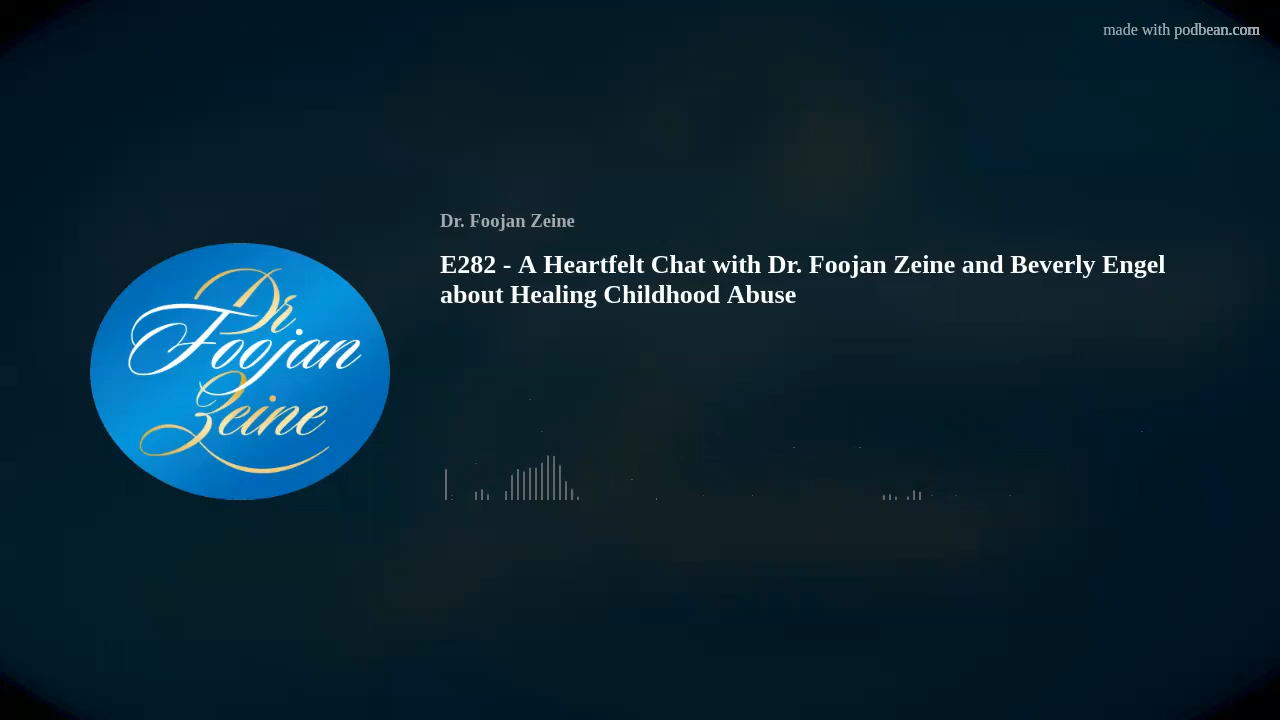 made with podbean.com
Dr. Foojan Zeine
E282 - A Heartfelt Chat with Dr. Foojan Zeine and Beverly Engel
about Healing Childhood Abuse
Dr
Foojan
Zeine